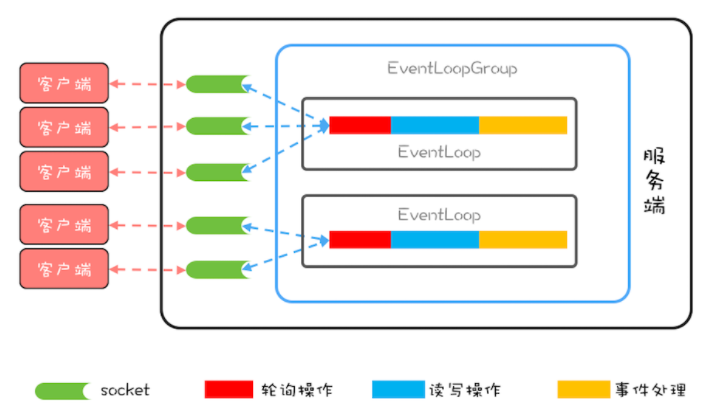 EventLoopGroup
客户端
客户端
EventLoop
客户端
服务端
客户端
EventLoop
客户端
socket
轮询操作
读写操作
事件处理